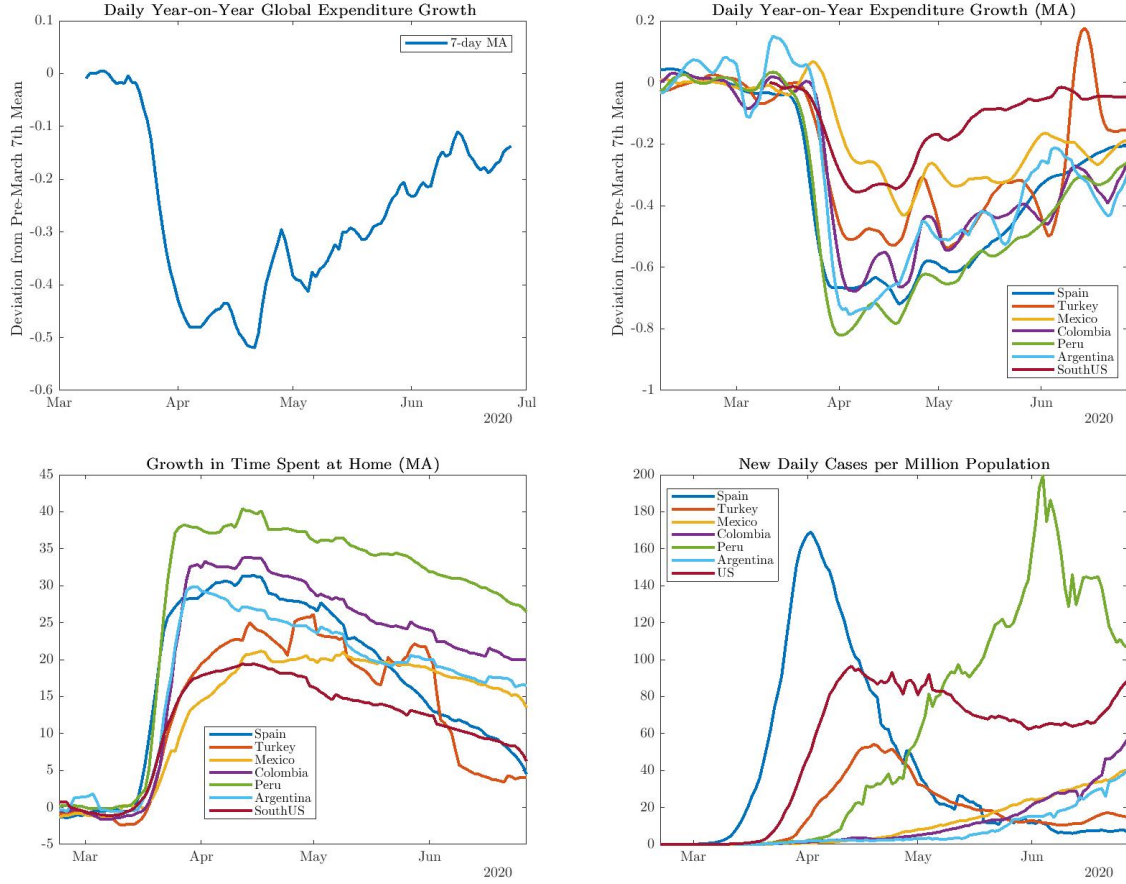 Daily Year-on-Year Global Expenditure Growth
Deviation from Pre-March 7th Mean
0.1
0
-0.1
-0.2
-0.3
-0.4
-0.5
-0.6
7-day MA
Mar
Apr
May
Jun
Jul
2020
Daily Year-on-Year Expenditure Growth (MA)
Deviation from Pre-March 7th Mean
0.2
0
-0.2
-0.4
-0.6
-0.8
-1
Spain
Turkey
Mexico
Colombia
Peru
Argentina
SouthUS
Mar
Apr
May
Jun
2020
Growth in Time Spent at Home (MA)
45
40
35
30
25
20
15
10
5
0
-5
Spain
Turkey
Mexico
Colombia
Peru
Argentina
SouthUS
Mar
Apr
May
Jun
2020
New Daily Cases per Million Population
200
180
160
140
120
100
80
60
40
20
0
Spain
Turkey
Mexico
Colombia
Peru
Argentina
US
Mar
Apr
May
Jun
2020